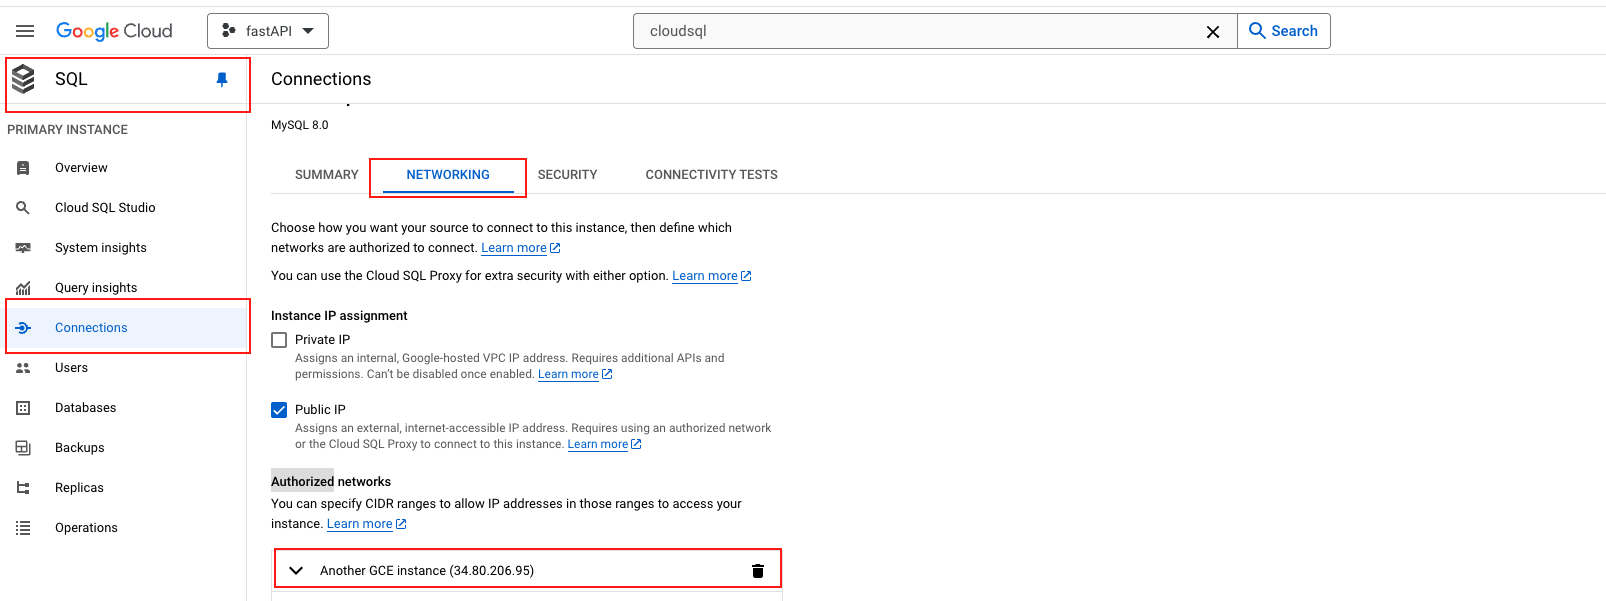 Google Cloud
fastAPI
cloudsql
Search
SQL
PRIMARY INSTANCE
Overview
Cloud SQL Studio
System insights
Query insights
Connections
Users
Databases
Backups
Replicas
Operations
Connections
MySQL 8.0
SUMMARY
NETWORKING
SECURITY
CONNECTIVITY TESTS
Choose how you want your source to connect to this instance, then define which
networks are authorized to connect. Learn more
You can use the Cloud SQL Proxy for extra security with either option. Learn more
Instance IP assignment
Private IP
Assigns an internal, Google-hosted VPC IP address. Requires additional APIs and
permissions. Can't be disabled once enabled. Learn more
Public IP
Assigns an external, internet-accessible IP address. Requires using an authorized network
or the Cloud SQL Proxy to connect to this instance. Learn more
Authorized networks
You can specify CIDR ranges to allow IP addresses in those ranges to access your
instance. Learn more
Another GCE instance (34.80.206.95)